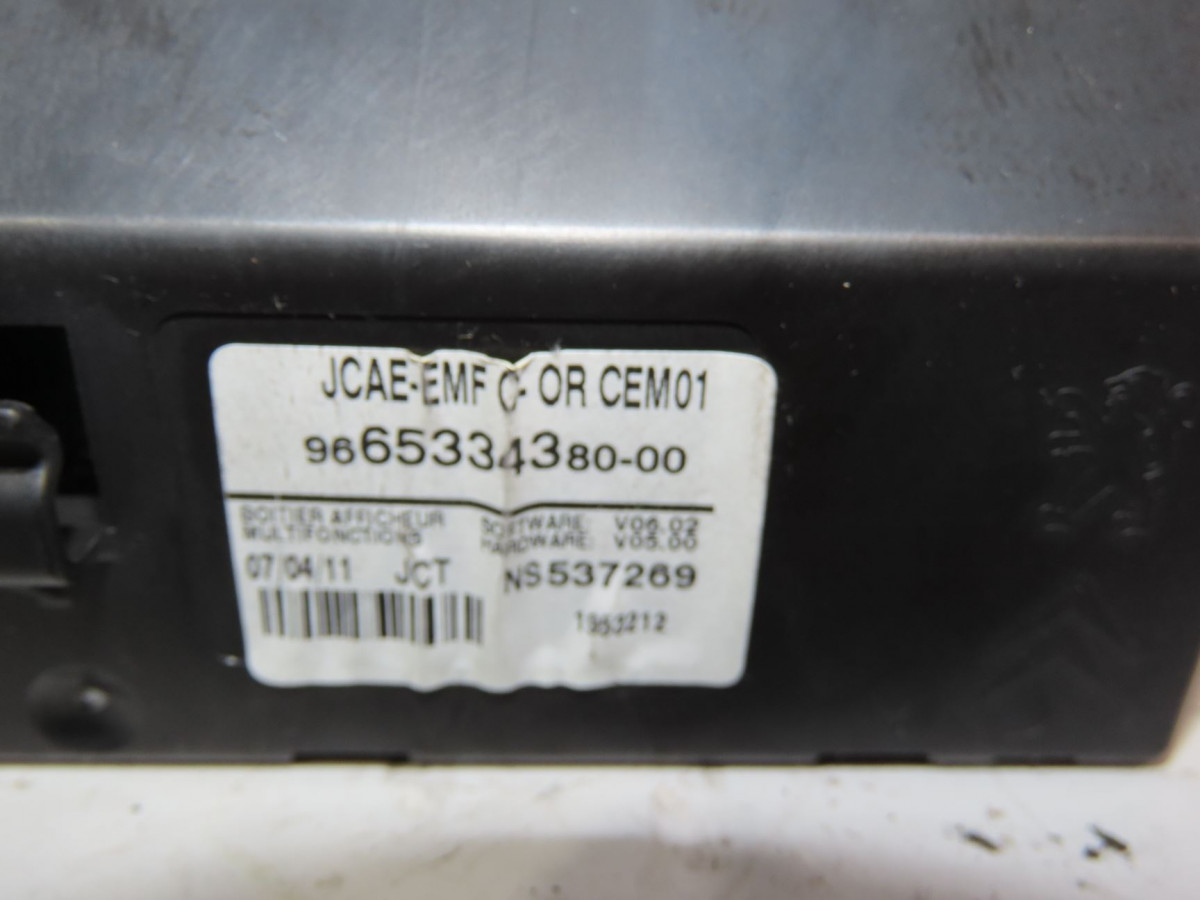 JCAE-EMF C- OR CEM01
9665334380-00
BOITIER AFFICHEUR SOFTWARE: V06.02
MULTIFONCTIONS HARDWARE: V05.00
07/04/11 JCT NS537269
1953212